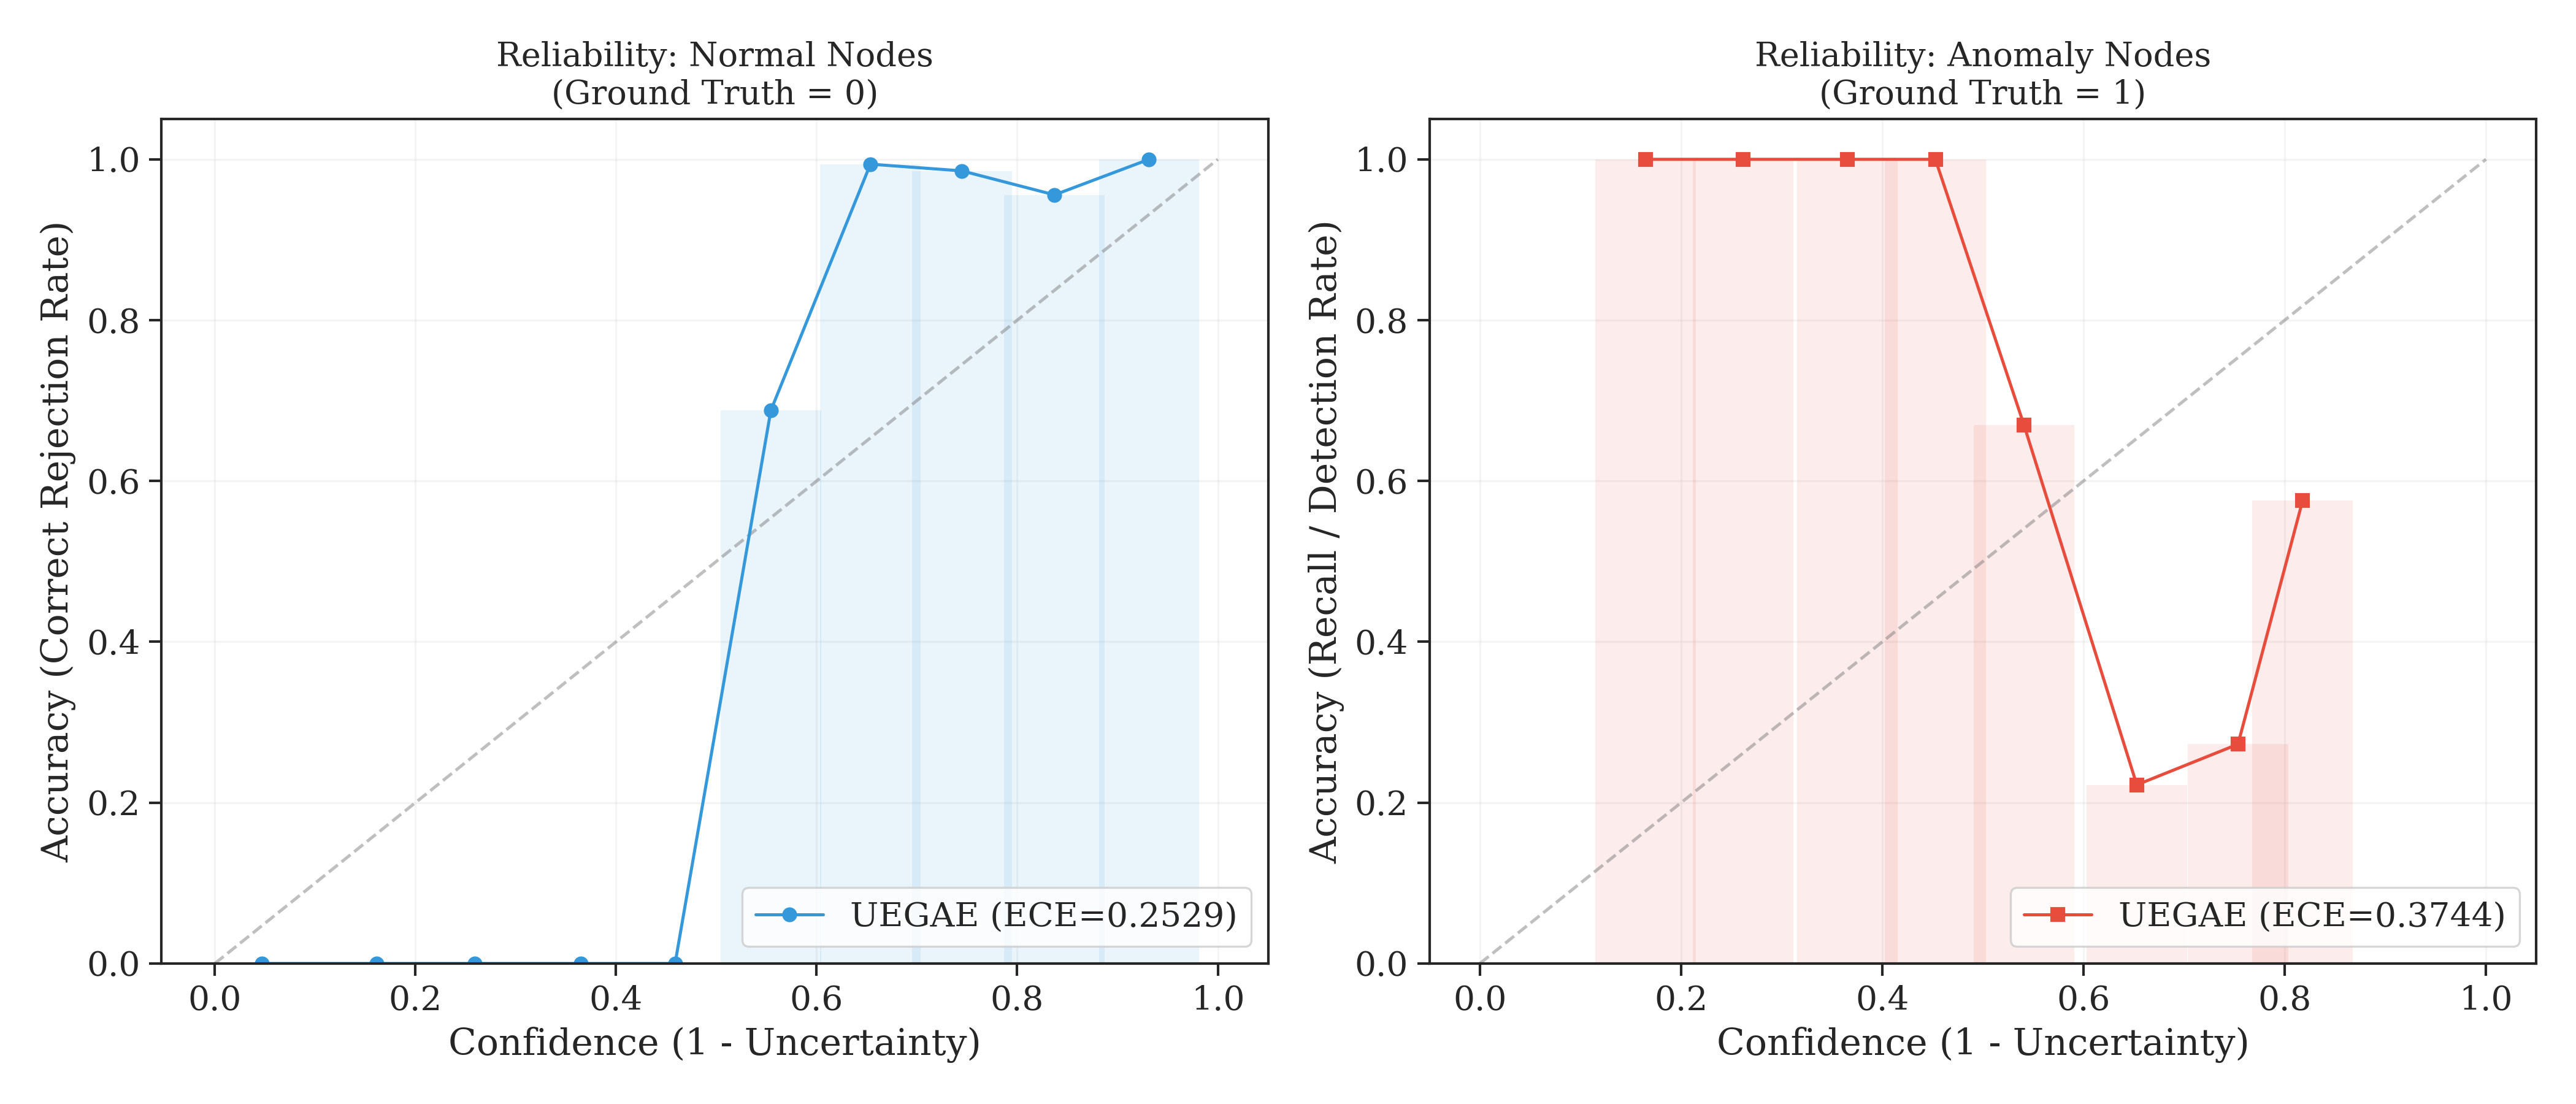 Reliability: Normal Nodes
(Ground Truth = 0)
Accuracy (Correct Rejection Rate)
1.0
0.8
0.6
0.4
0.2
0.0
0.0 0.2 0.4 0.6 0.8 1.0
Confidence (1 - Uncertainty)
UEGAE (ECE=0.2529)
Reliability: Anomaly Nodes
(Ground Truth = 1)
Accuracy (Recall / Detection Rate)
1.0
0.8
0.6
0.4
0.2
0.0
0.0 0.2 0.4 0.6 0.8 1.0
Confidence (1 - Uncertainty)
UEGAE (ECE=0.3744)